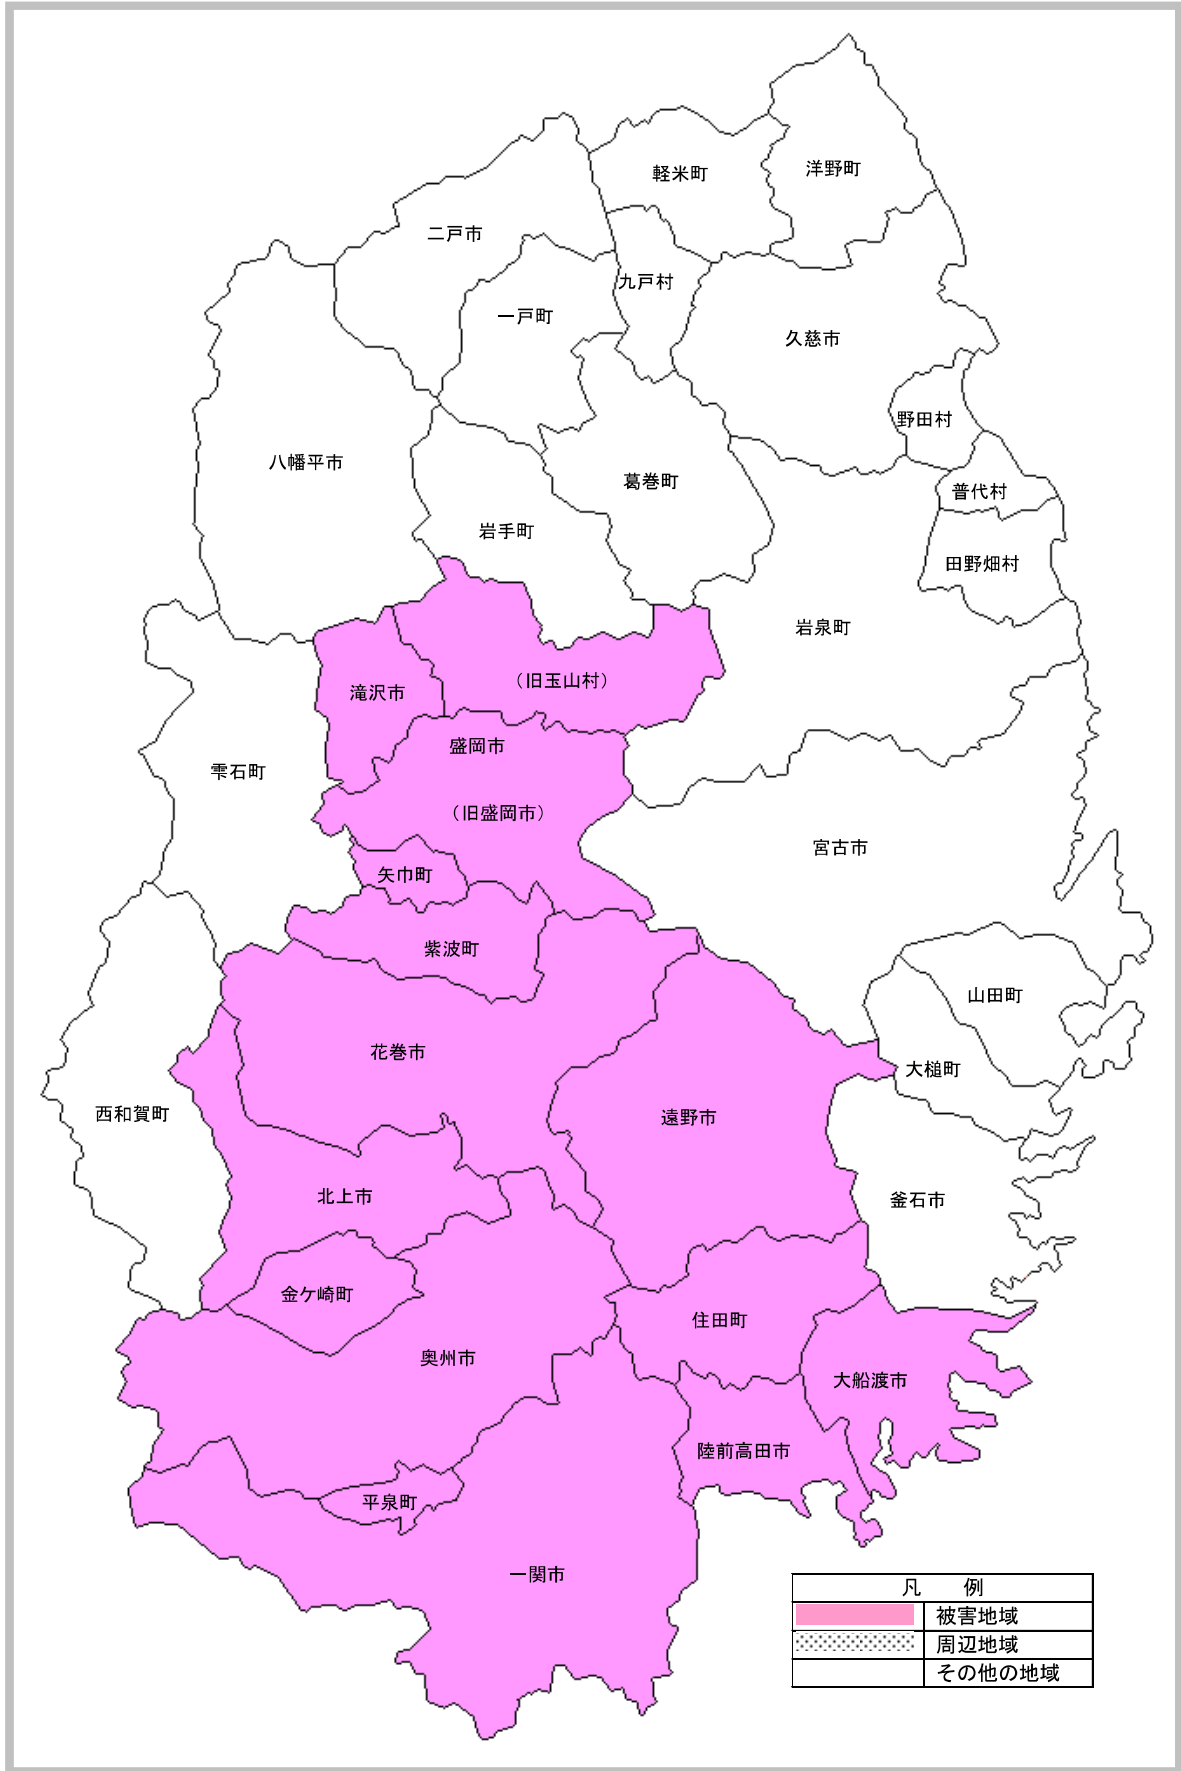 軽米町
洋野町
二戸市
九戸村
一戸町
久慈市
野田村
八幡平市
葛巻町
普代村
岩手町
田野畑村
岩泉町
(旧玉山村)
滝沢市
盛岡市
雫石町
(旧盛岡市)
宮古市
矢巾町
紫波町
山田町
花巻市
大槌町
西和賀町
遠野市
北上市
釜石市
金ケ崎町
住田町
奥州市
大船渡市
陸前高田市
平泉町
一関市
凡 例
被害地域
周辺地域
その他の地域